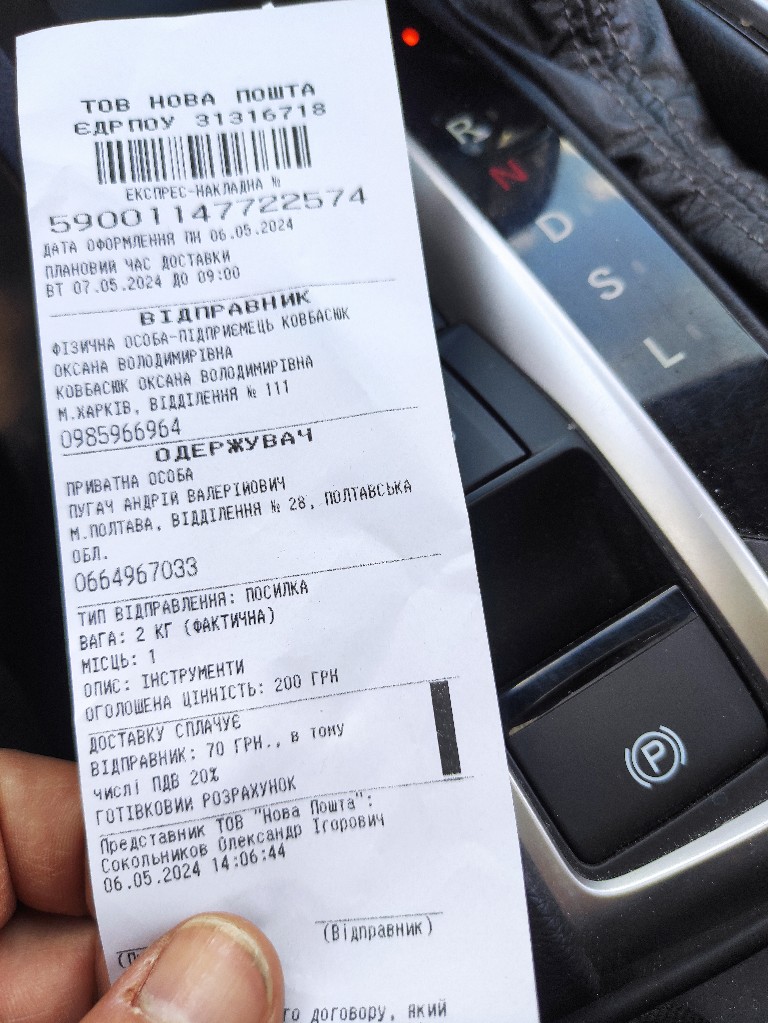 ТОВ НОВА ПОШТА
ЄДРПОУ 31316718
ЕКСПРЕС-НАКЛАДНА №
59001147722574
ДАТА ОФОРМЛЕННЯ ПН 06.05.2024
ПЛАНОВИЙ ЧАС ДОСТАВКИ
ВТ 07.05.2024 ДО 09:00
ВІДПРАВНИК
ФІЗИЧНА ОСОБА-ПІДПРИЄМЕЦЬ КОВБАСЮК
ОКСАНА ВОЛОДИМИРІВНА
КОВБАСЮК ОКСАНА ВОЛОДИМИРІВНА
М.ХАРКІВ, ВІДДІЛЕННЯ № 111
0985966964
ОДЕРЖУВАЧ
ПРИВАТНА ОСОБА
ПУГАЧ АНДРІЙ ВАЛЕРІЙОВИЧ
М.ПОЛТАВА, ВІДДІЛЕННЯ № 28, ПОЛТАВСЬКА
ОБЛ.
0664967033
ТИП ВІДПРАВЛЕННЯ: ПОСИЛКА
ВАГА: 2 КГ (ФАКТИЧНА)
МІСЦЬ: 1
ОПИС: ІНСТРУМЕНТИ
ОГОЛОШЕНА ЦІННІСТЬ: 200 ГРН
ДОСТАВКУ СПЛАЧУЄ
ВІДПРАВНИК: 70 ГРН., в тому
числі ПДВ 20%
ГОТІВКОВИЙ РОЗРАХУНОК
Представник ТОВ "Нова Пошта":
Сокольников Олександр Ігорович
06.05.2024 14:06:44
(Відправник)
договору, який
R
N
D
S
L
P